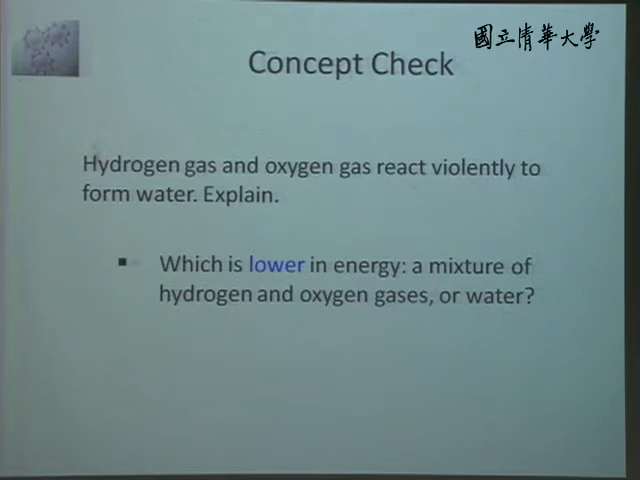 國立清華大學
Concept Check
Hydrogen gas and oxygen gas react violently to
form water. Explain.
▪ Which is lower in energy: a mixture of
hydrogen and oxygen gases, or water?